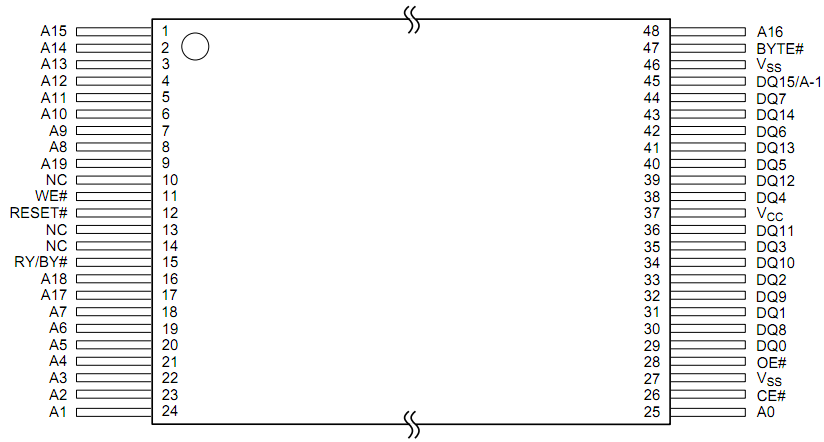 A15 1 48 A16
A14 2 47 BYTE#
A13 3 46 VSS
A12 4 45 DQ15/A-1
A11 5 44 DQ7
A10 6 43 DQ14
A9 7 42 DQ6
A8 8 41 DQ13
A19 9 40 DQ5
NC 10 39 DQ12
WE# 11 38 DQ4
RESET# 12 37 VCC
NC 13 36 DQ11
NC 14 35 DQ3
RY/BY# 15 34 DQ10
A18 16 33 DQ2
A17 17 32 DQ9
A7 18 31 DQ1
A6 19 30 DQ8
A5 20 29 DQ0
A4 21 28 OE#
A3 22 27 VSS
A2 23 26 CE#
A1 24 25 A0